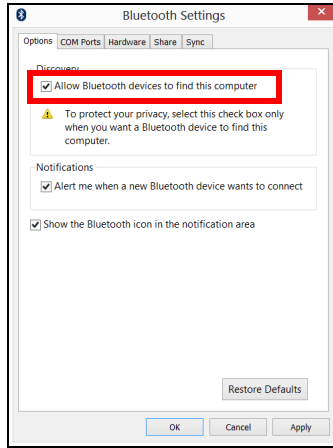 Bluetooth Settings
Options COM Ports Hardware Share Sync
Discovery
Allow Bluetooth devices to find this computer
To protect your privacy, select this check box only
when you want a Bluetooth device to find this
computer.
Notifications
Alert me when a new Bluetooth device wants to connect
Show the Bluetooth icon in the notification area
Restore Defaults
OK Cancel Apply